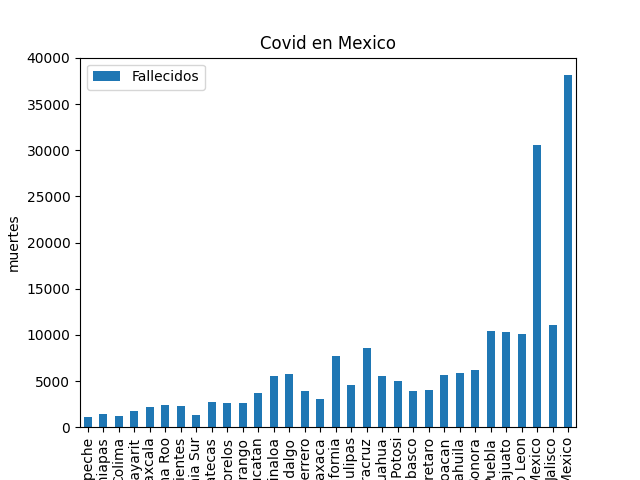 Covid en Mexico
Fallecidos
muertes
40000
35000
30000
25000
20000
15000
10000
5000
0
peche
iapas
Colima
ayarit
axcala
na Roo
ientes
nia Sur
atecas
orelos
rango
ucatan
inaloa
dalgo
errero
axaca
fornia
ulipas
racruz
uahua
Potosi
basco
retaro
oacan
ahuila
onora
Puebla
ajuato
o Leon
Mexico
Jalisco
Mexico